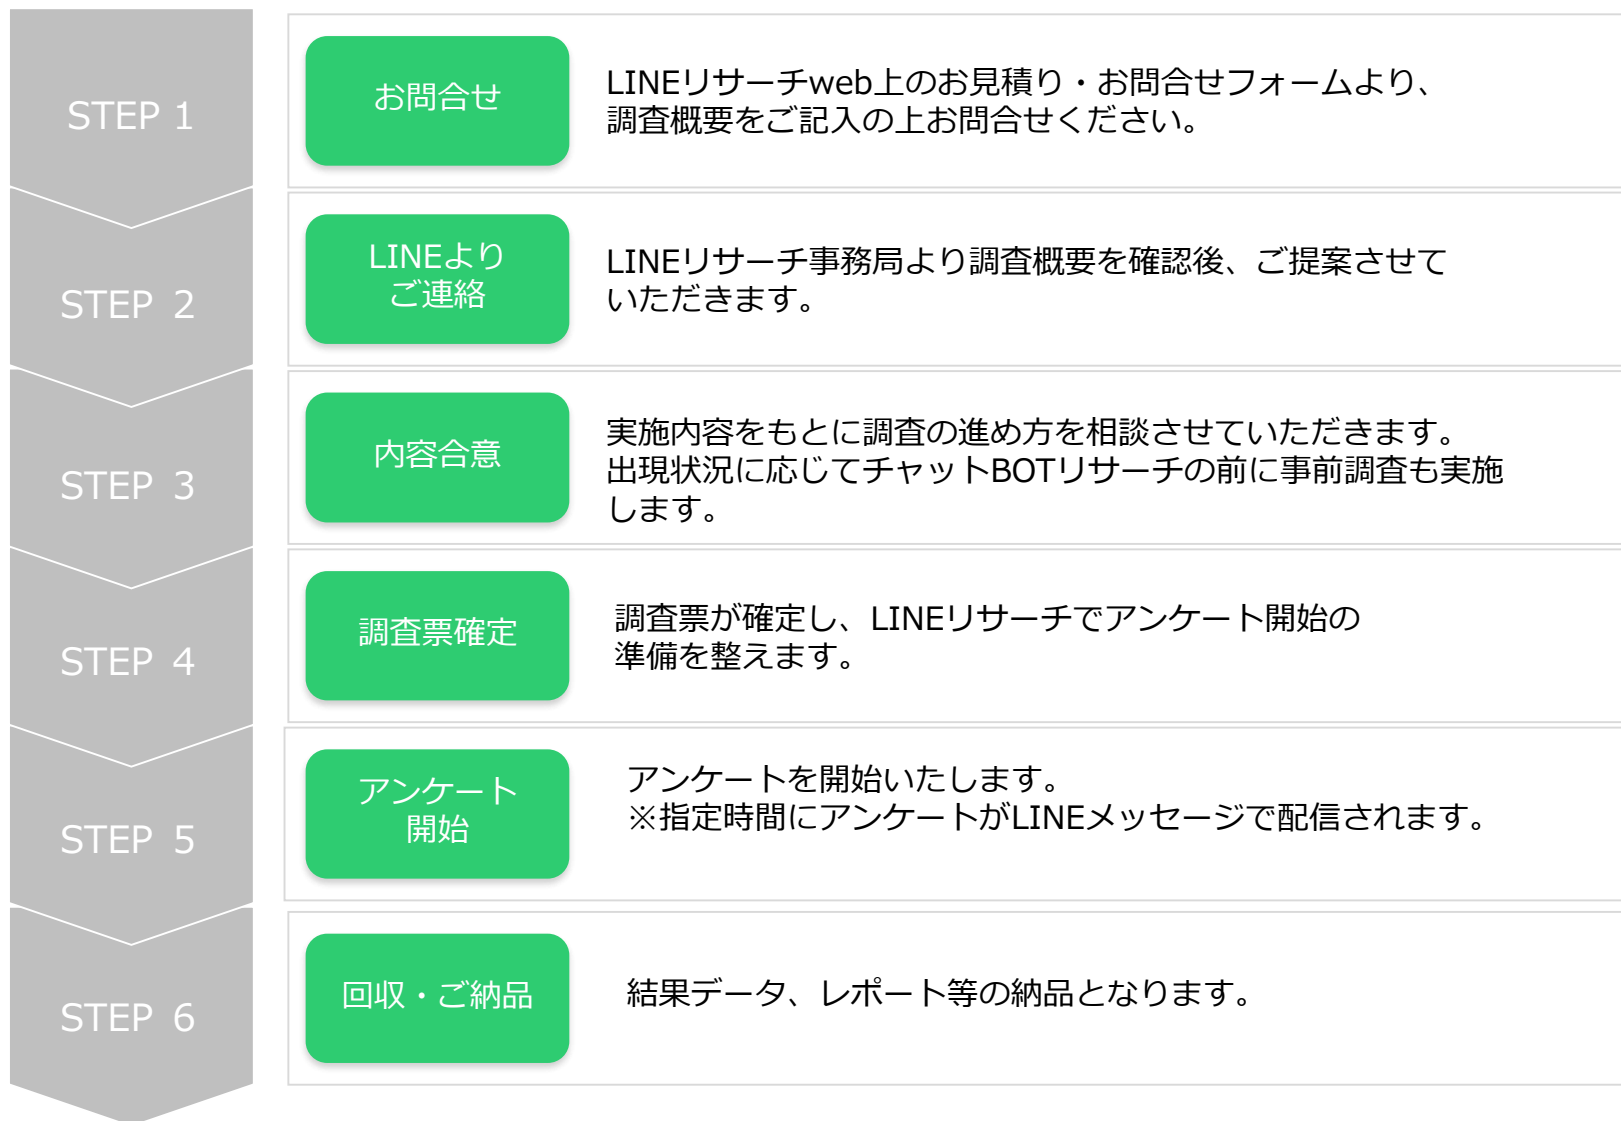 STEP 1
お問合せ
LINEリサーチweb上のお見積り・お問合せフォームより、
調査概要をご記入の上お問合せください。
STEP 2
LINEより
ご連絡
LINEリサーチ事務局より調査概要を確認後、ご提案させて
いただきます。
STEP 3
内容合意
実施内容をもとに調査の進め方を相談させていただきます。
出現状況に応じてチャットBOTリサーチの前に事前調査も実施
します。
STEP 4
調査票確定
調査票が確定し、LINEリサーチでアンケート開始の
準備を整えます。
STEP 5
アンケート
開始
アンケートを開始いたします。
※指定時間にアンケートがLINEメッセージで配信されます。
STEP 6
回収・ご納品
結果データ、レポート等の納品となります。